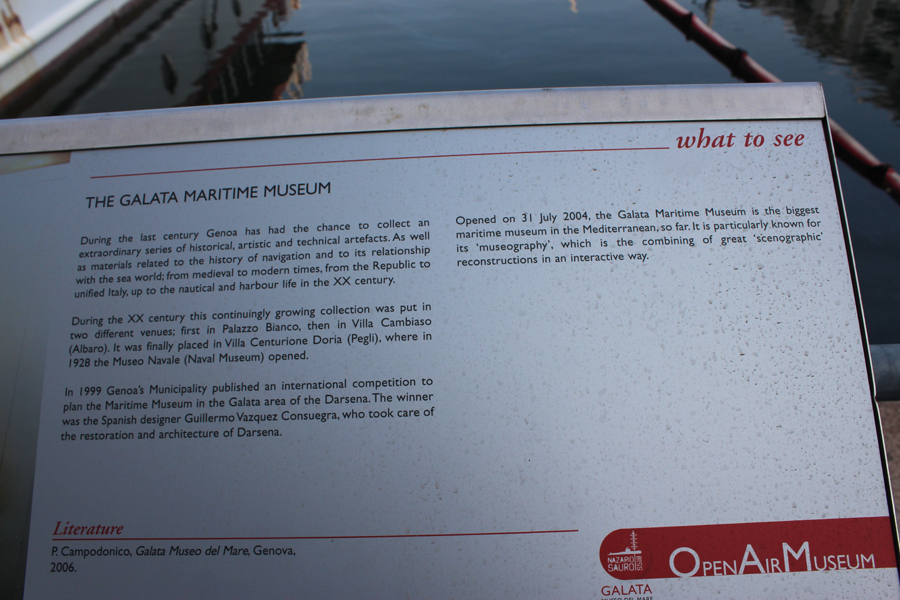 what to see
THE GALATA MARITIME MUSEUM
During the last century Genoa has had the chance to collect an
extraordinary series of historical, artistic and technical artefacts. As well
as materials related to the history of navigation and to its relationship
with the sea world; from medieval to modern times, from the Republic to
unified Italy, up to the nautical and harbour life in the XX century.
During the XX century this continuingly growing collection was put in
two different venues; first in Palazzo Bianco, then in Villa Cambiaso
(Albaro). It was finally placed in Villa Centurione Doria (Pegli), where in
1928 the Museo Navale (Naval Museum) opened.
In 1999 Genoa's Municipality published an international competition to
plan the Maritime Museum in the Galata area of the Darsena. The winner
was the Spanish designer Guillermo Vazquez Consuegra, who took care of
the restoration and architecture of Darsena.
Opened on 31 July 2004, the Galata Maritime Museum is the biggest
maritime museum in the Mediterranean, so far. It is particularly known for
its 'museography', which is the combining of great 'scenographic'
reconstructions in an interactive way.
Literature
P. Campodonico, Galata Museo del Mare, Genova,
2006.
NAZARIO
SAURO
OPENAIRMUSEUM
GALATA
MUSEO DEL MARE